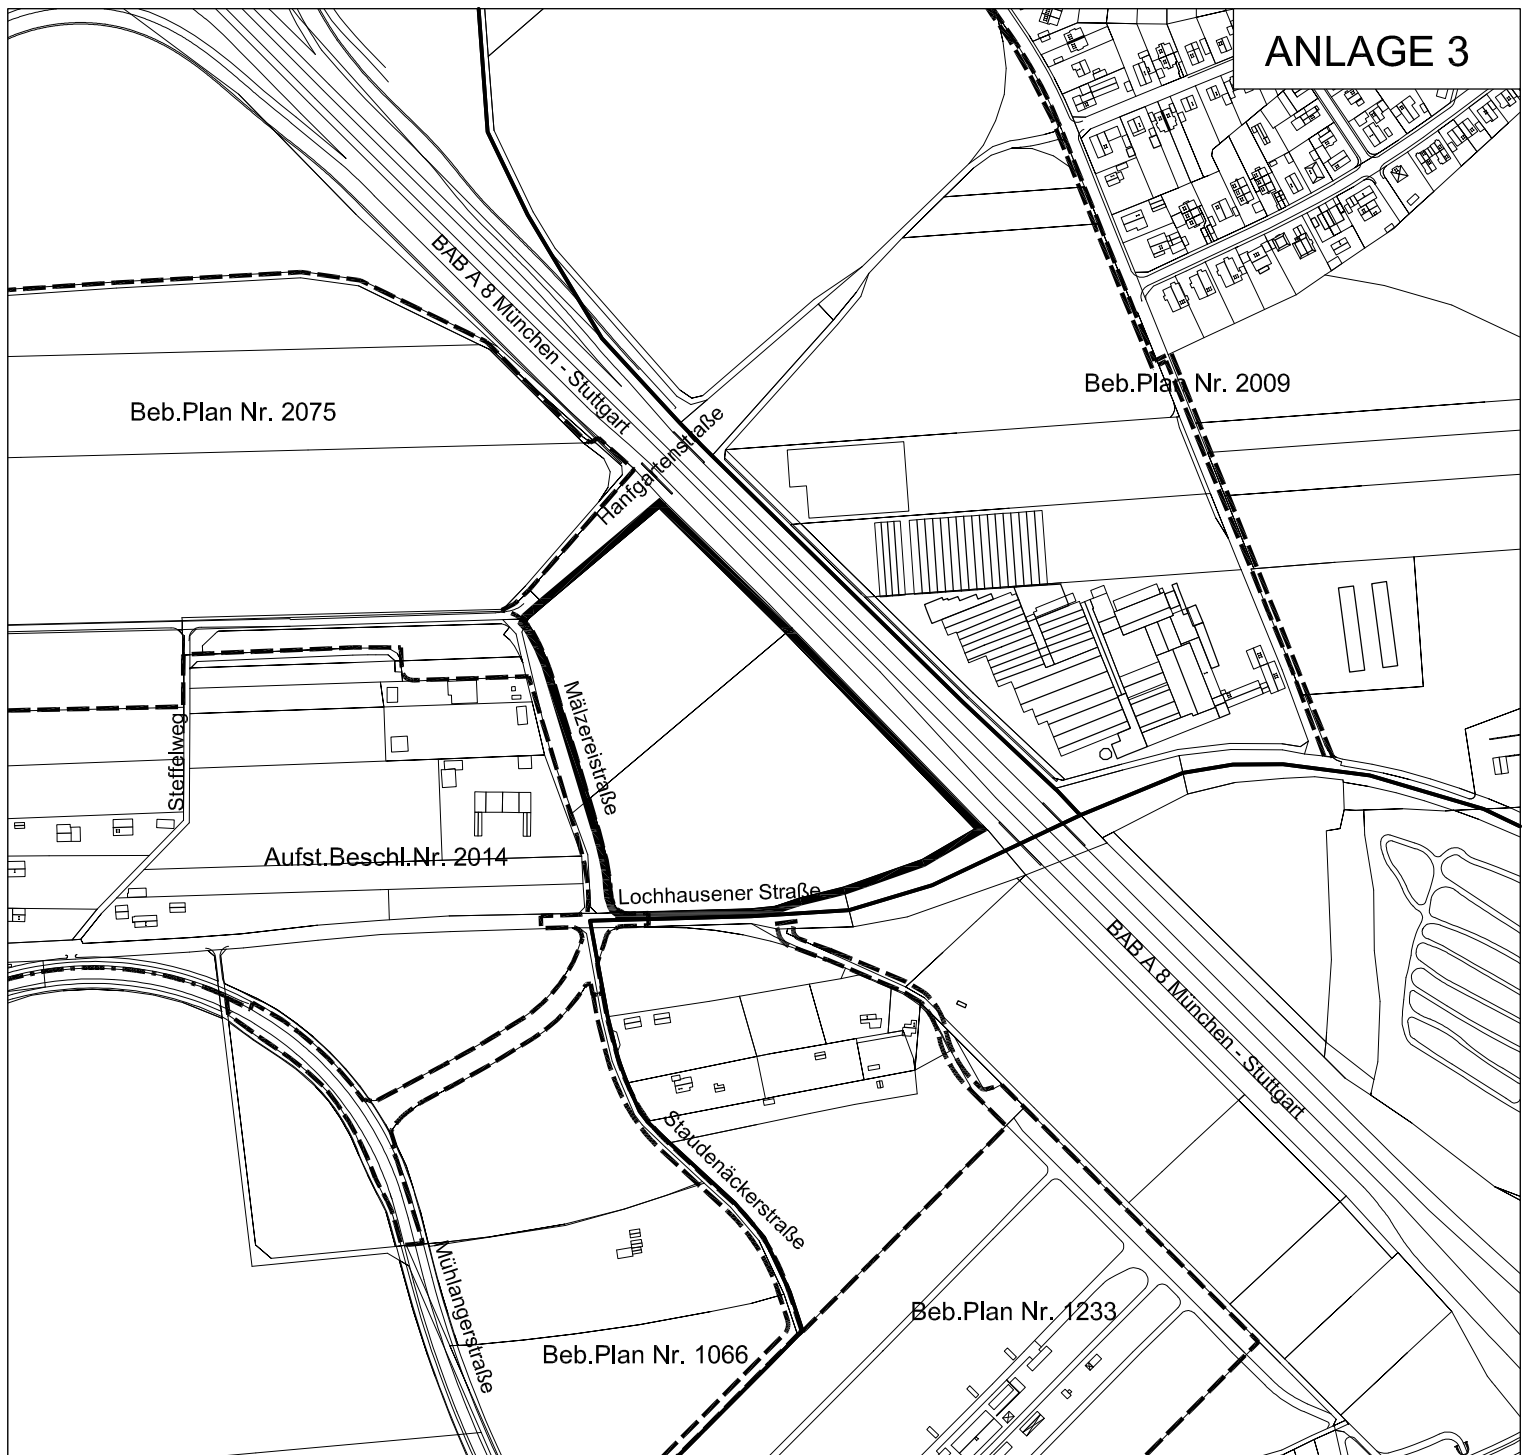 ANLAGE 3
BAB A 8 München - Stuttgart
Beb.Plan Nr. 2009
Beb.Plan Nr. 2075
Hanfgartenstraße
Mälzereistraße
Steffelweg
Aufst.Beschl.Nr. 2014
Lochhausener Straße
BAB A 8 München - Stuttgart
Staudenäckerstraße
Mühlangerstraße
Beb.Plan Nr. 1233
Beb.Plan Nr. 1066